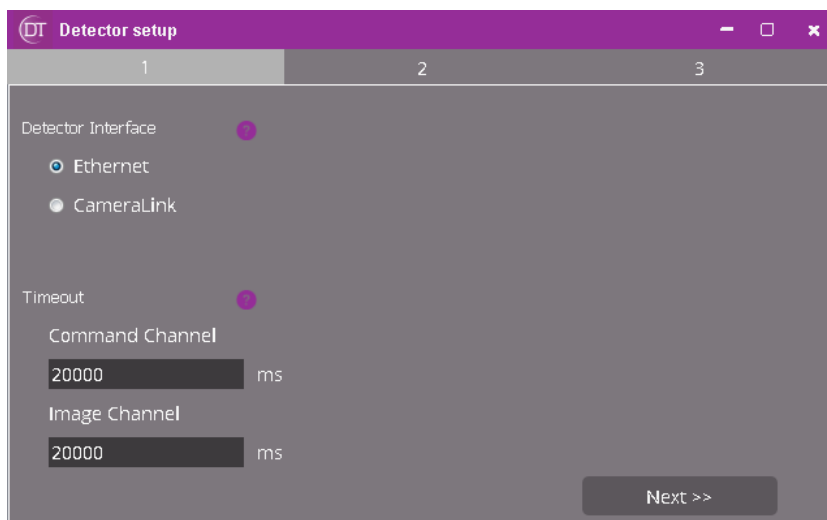 DT Detector setup
1 2 3
Detector Interface ?
Ethernet
CameraLink
Timeout ?
Command Channel
20000 ms
Image Channel
20000 ms
Next >>